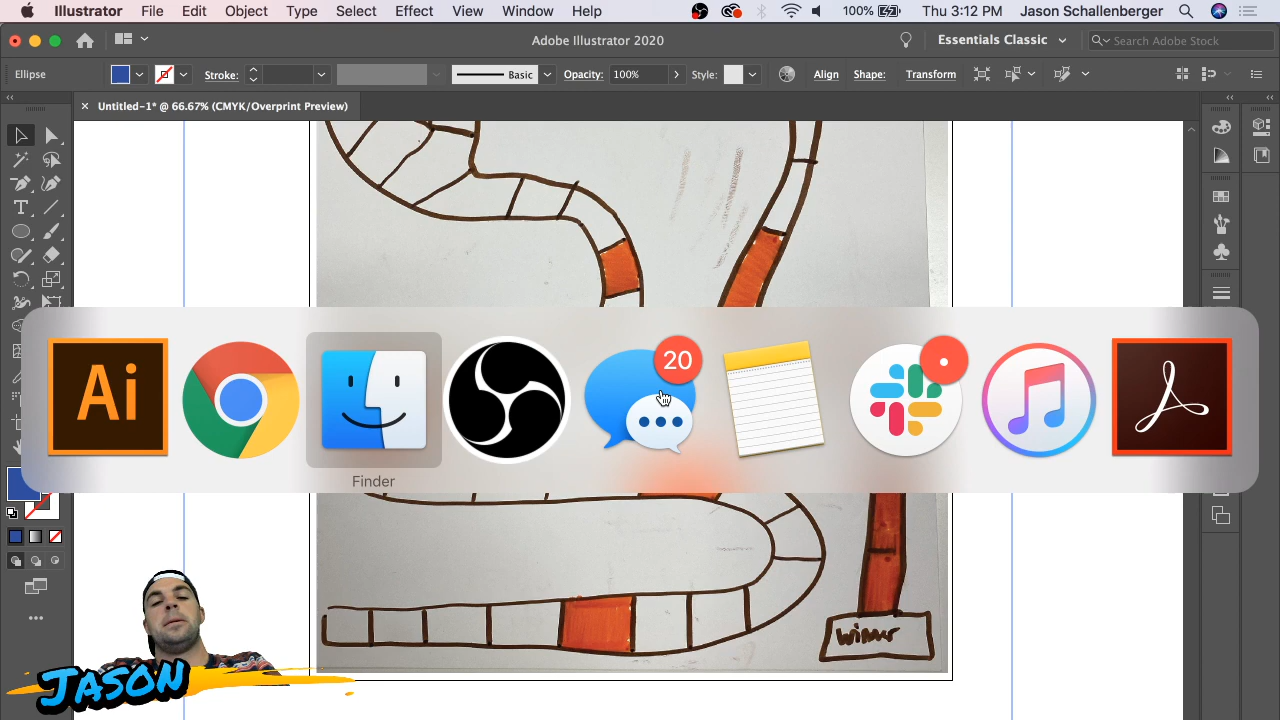 Illustrator File Edit Object Type Select Effect View Window Help 100% Thu 3:12 PM Jason Schallenberger
Adobe Illustrator 2020 Essentials Classic Search Adobe Stock
Ellipse Stroke: Basic Opacity: 100% Style: Align Shape: Transform
× Untitled-1* @ 66.67% (CMYK/Overprint Preview)
Ai 20
Finder
Winner
JASON